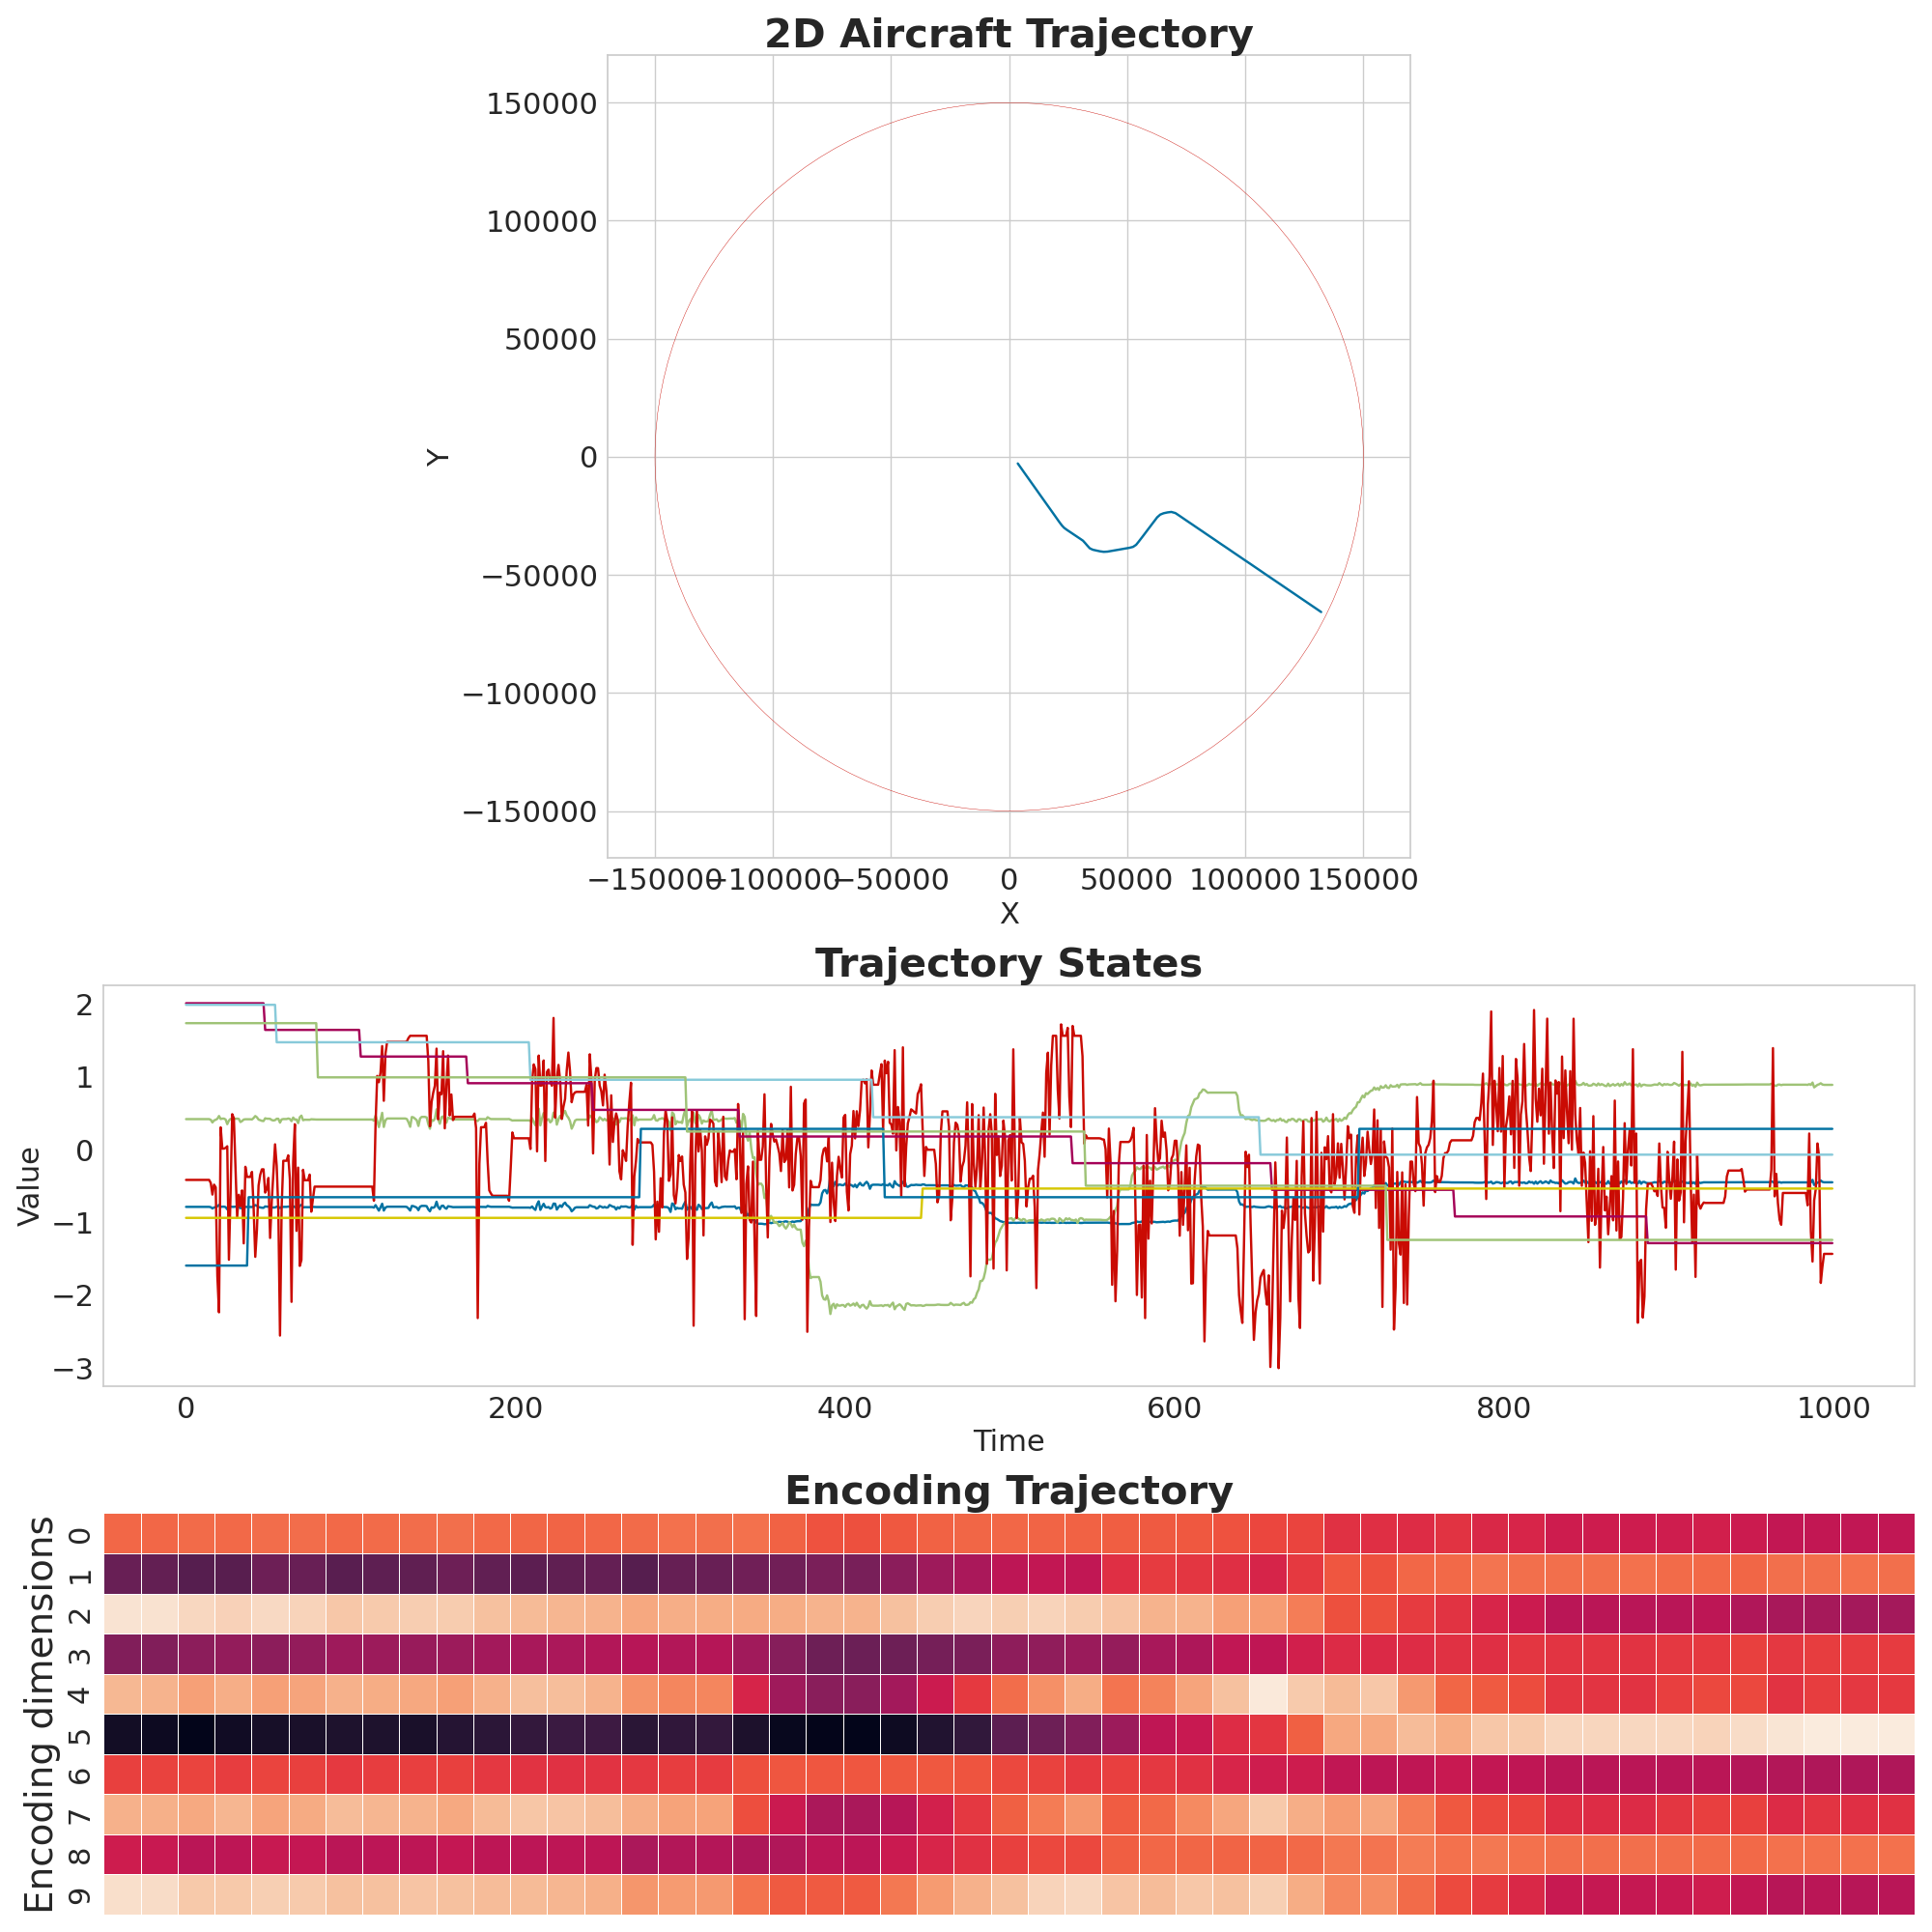 2D Aircraft Trajectory
150000
100000
50000
0
−50000
−100000
−150000
Y
−150000 −100000 −50000 0 50000 100000 150000
X
Trajectory States
2
1
0
−1
−2
−3
Value
0 200 400 600 800 1000
Time
Encoding Trajectory
Encoding dimensions
0
1
2
3
4
5
6
7
8
9